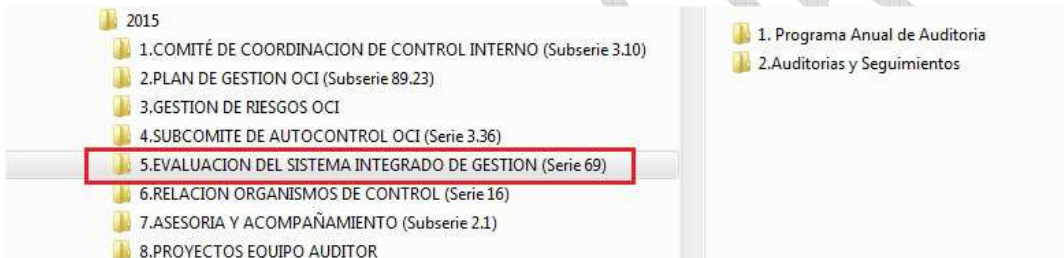 2015
1.COMITÉ DE COORDINACION DE CONTROL INTERNO (Subserie 3.10)
2.PLAN DE GESTION OCI (Subserie 89.23)
3.GESTION DE RIESGOS OCI
4.SUBCOMITE DE AUTOCONTROL OCI (Serie 3.36)
5.EVALUACION DEL SISTEMA INTEGRADO DE GESTION (Serie 69)
6.RELACION ORGANISMOS DE CONTROL (Serie 16)
7.ASESORIA Y ACOMPAÑAMIENTO (Subserie 2.1)
8.PROYECTOS EQUIPO AUDITOR
1. Programa Anual de Auditoria
2.Auditorias y Seguimientos